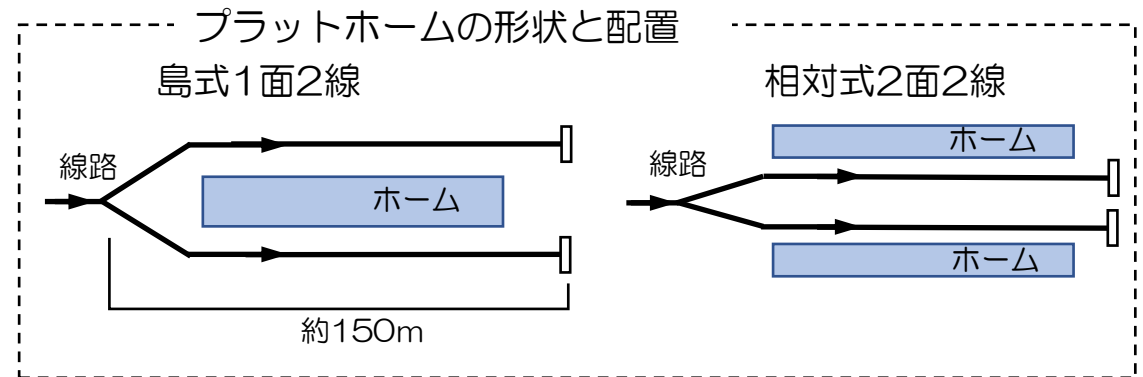 プラットホームの形状と配置
島式1面2線
線路
ホーム
約150m
相対式2面2線
線路
ホーム
ホーム